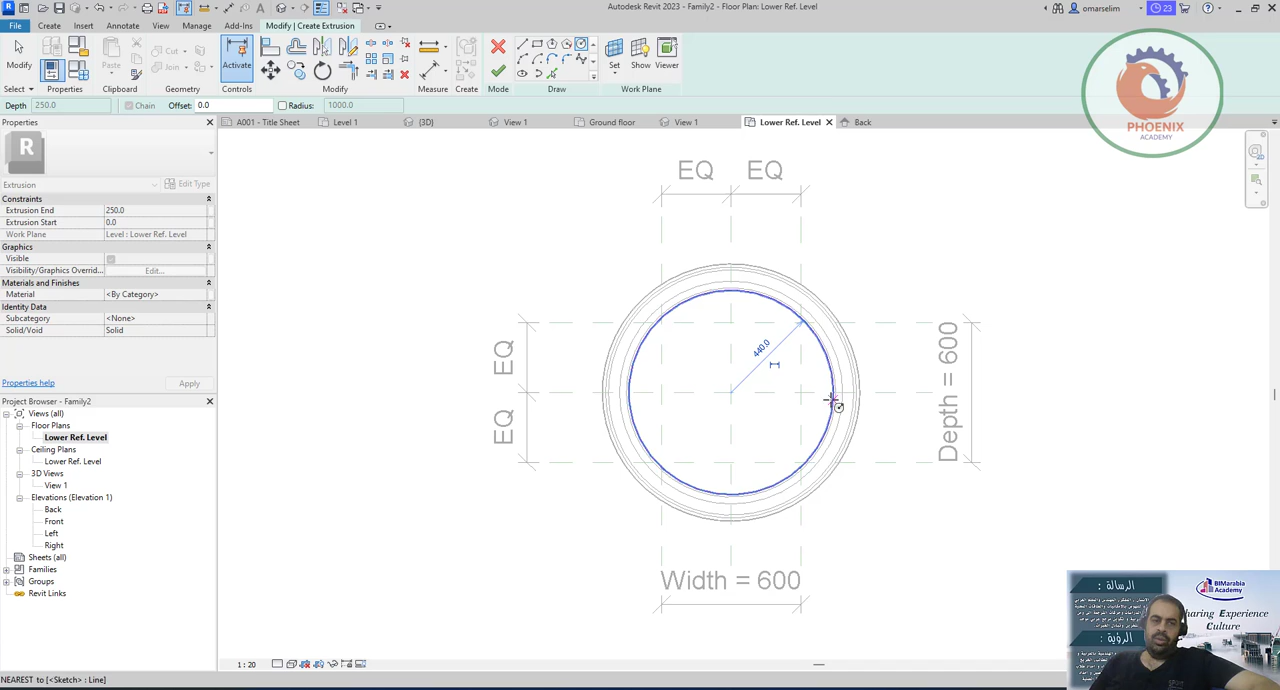 Autodesk Revit 2023 - Family2 - Floor Plan: Lower Ref. Level
omarselim
23
File Create Insert Annotate View Manage Add-Ins Modify | Create Extrusion
Modify
Paste
Cut
Join
Activate
Set
Show
Viewer
Select Properties Clipboard Geometry Controls Modify Measure Create Mode Draw Work Plane
Depth 250.0 Chain Offset: 0.0 Radius: 1000.0
PHOENIX
ACADEMY
Properties
A001 - Title Sheet Level 1 {3D} View 1 Ground floor View 1 Lower Ref. Level Back
R
Extrusion Edit Type
Constraints
Extrusion End 250.0
Extrusion Start 0.0
Work Plane Level : Lower Ref. Level
Graphics
Visible
Visibility/Graphics Overrid... Edit...
Materials and Finishes
Material <By Category>
Identity Data
Subcategory <None>
Solid/Void Solid
Properties help Apply
Project Browser - Family2
Views (all)
Floor Plans
Lower Ref. Level
Ceiling Plans
Lower Ref. Level
3D Views
View 1
Elevations (Elevation 1)
Back
Front
Left
Right
Sheets (all)
Families
Groups
Revit Links
EQ EQ
EQ
EQ
440.0
Depth = 600
Width = 600
1 : 20
NEAREST to [<Sketch> : Line]
الرسالة :
BIMarabia
Academy
Sharing Experience
Culture
الرؤية :